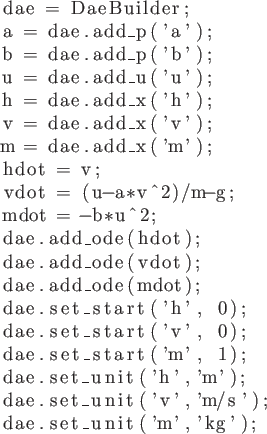 dae = DaeBuilder;
a = dae.add_p('a');
b = dae.add_p('b');
u = dae.add_u('u');
h = dae.add_x('h');
v = dae.add_x('v');
m = dae.add_x('m');
hdot = v;
vdot = (u-a*v^2)/m-g;
mdot = -b*u^2;
dae.add_ode(hdot);
dae.add_ode(vdot);
dae.add_ode(mdot);
dae.set_start('h', 0);
dae.set_start('v', 0);
dae.set_start('m', 1);
dae.set_unit('h','m');
dae.set_unit('v','m/s');
dae.set_unit('m','kg');